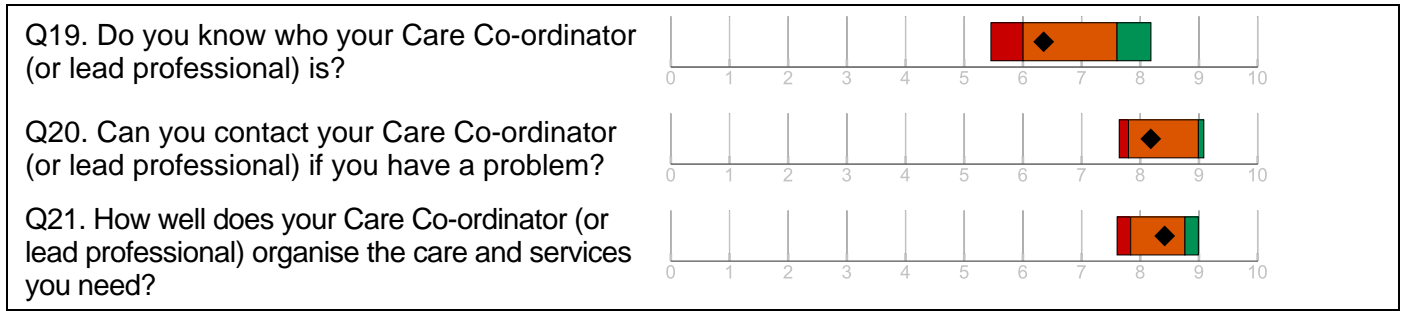 Q19. Do you know who your Care Co-ordinator
(or lead professional) is?
0 1 2 3 4 5 6 7 8 9 10
Q20. Can you contact your Care Co-ordinator
(or lead professional) if you have a problem?
0 1 2 3 4 5 6 7 8 9 10
Q21. How well does your Care Co-ordinator (or
lead professional) organise the care and services
you need?
0 1 2 3 4 5 6 7 8 9 10